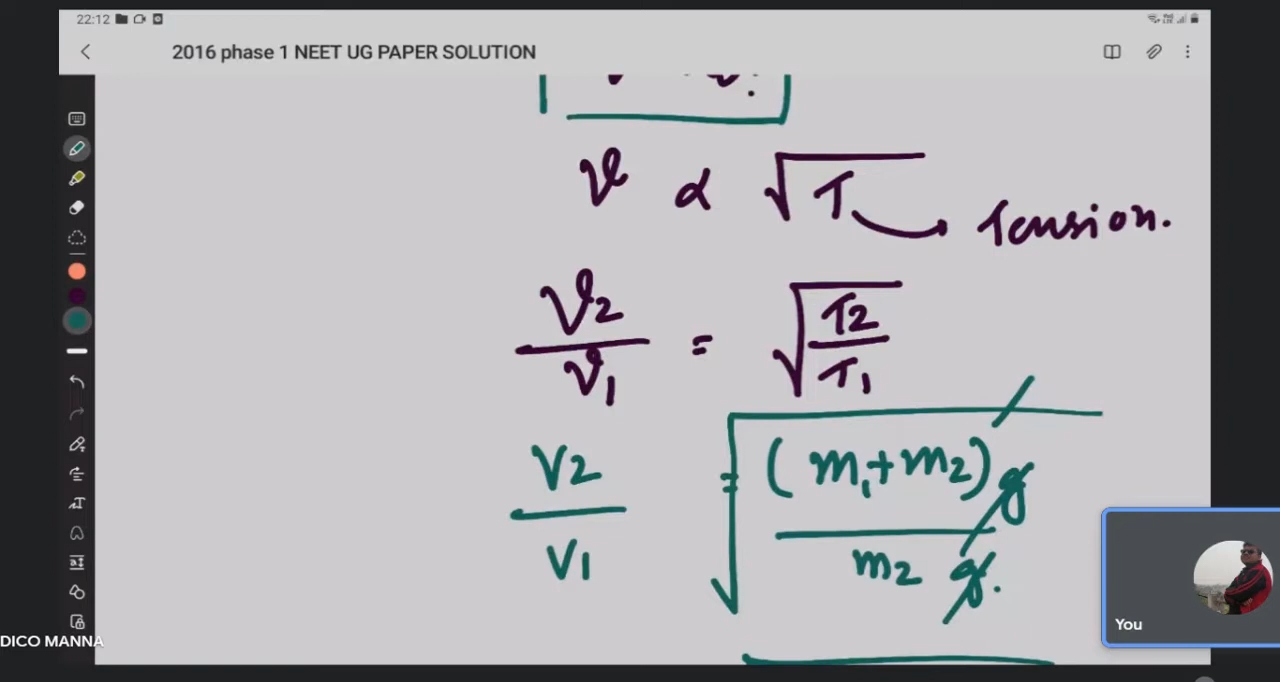 22:12
2016 phase 1 NEET UG PAPER SOLUTION
v ∝ √T → Tension.
V2/V1 = √(T2/T1)
V2/V1 = √((m1+m2)g/m2g.)
You
DICO MANNA